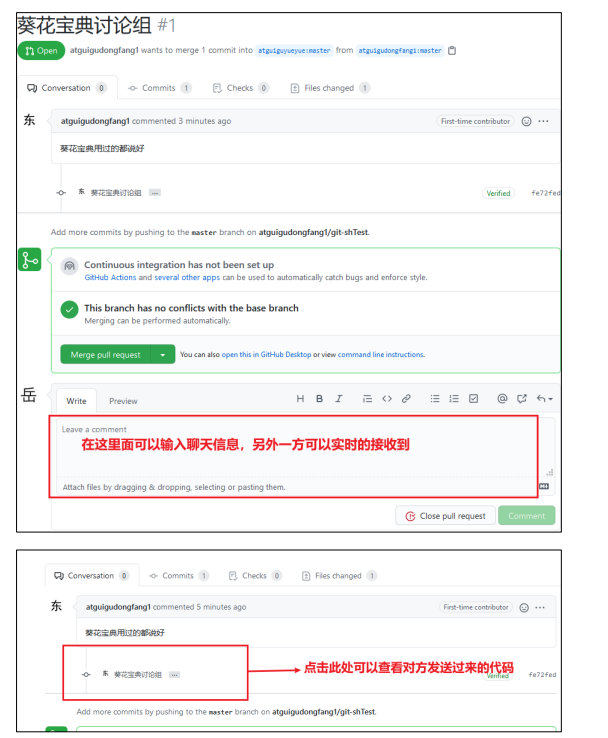 葵花宝典讨论组 #1
Open atguigudongfang1 wants to merge 1 commit into atguiguyueyue:master from atguigudongfang1:master
Conversation 0 Commits 1 Checks 0 Files changed 1
东 atguigudongfang1 commented 3 minutes ago First-time contributor
葵花宝典用过的都说好
东 葵花宝典讨论组 ... Verified fe72fed
Add more commits by pushing to the master branch on atguigudongfang1/git-shTest.
Continuous integration has not been set up
GitHub Actions and several other apps can be used to automatically catch bugs and enforce style.
This branch has no conflicts with the base branch
Merging can be performed automatically.
Merge pull request You can also open this in GitHub Desktop or view command line instructions.
岳 Write Preview H B I
Leave a comment
在这里面可以输入聊天信息，另外一方可以实时的接收到
Attach files by dragging & dropping, selecting or pasting them.
Close pull request Comment
Conversation 0 Commits 1 Checks 0 Files changed 1
东 atguigudongfang1 commented 5 minutes ago First-time contributor
葵花宝典用过的都说好
点击此处可以查看对方发送过来的代码
东 葵花宝典讨论组 ... Verified fe72fed
Add more commits by pushing to the master branch on atguigudongfang1/git-shTest.